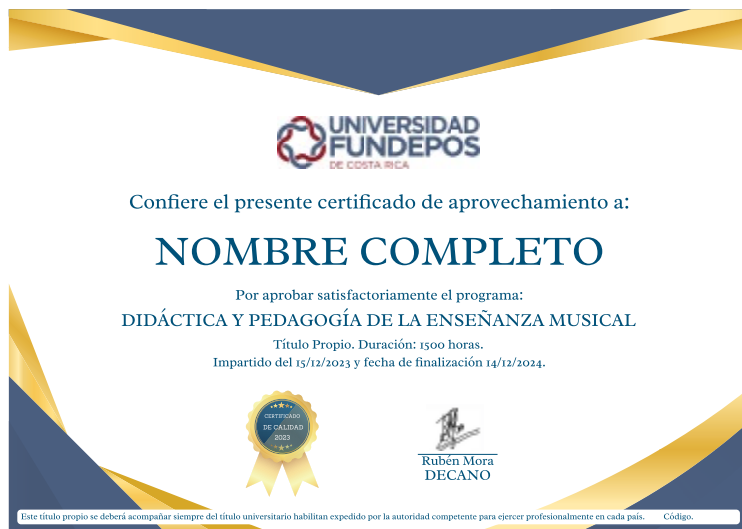 UNIVERSIDAD
FUNDEPOS
DE COSTA RICA
Confiere el presente certificado de aprovechamiento a:
NOMBRE COMPLETO
Por aprobar satisfactoriamente el programa:
DIDÁCTICA Y PEDAGOGÍA DE LA ENSEÑANZA MUSICAL
Título Propio. Duración: 1500 horas.
Impartido del 15/12/2023 y fecha de finalización 14/12/2024.
CERTIFICADO
DE CALIDAD
2023
Rubén Mora
DECANO
Este título propio se deberá acompañar siempre del título universitario habilitan expedido por la autoridad competente para ejercer profesionalmente en cada país. Código.